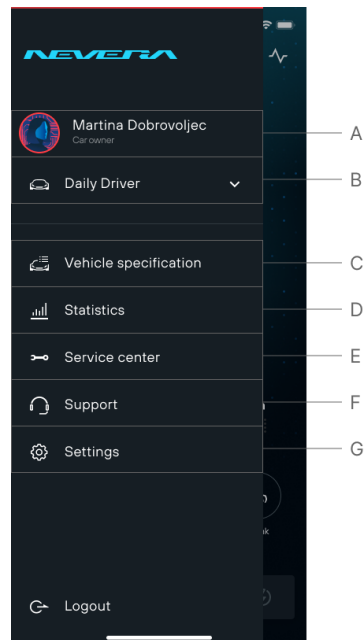 NEVERA
Martina Dobrovoljec
Car owner
A
Daily Driver
B
Vehicle specification
C
Statistics
D
Service center
E
Support
F
Settings
G
Logout